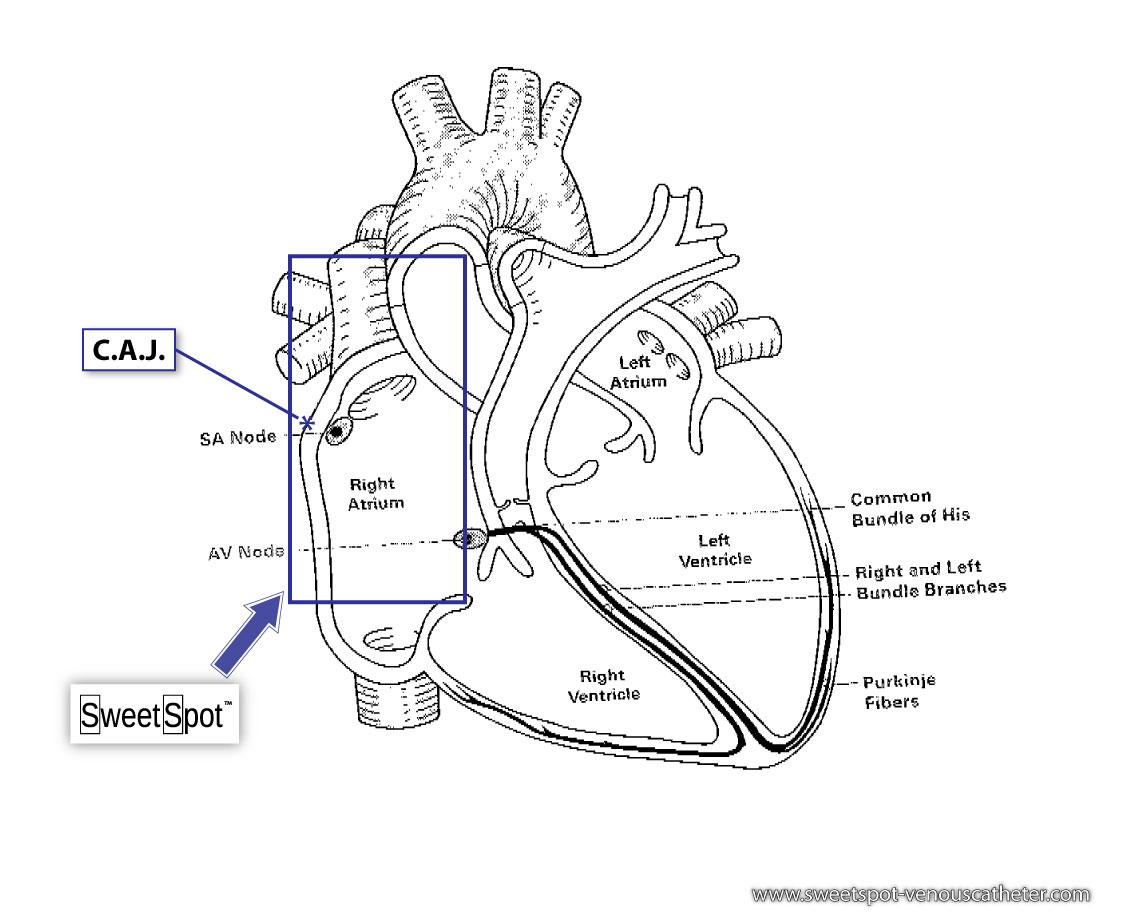 C.A.J.
Left
Atrium
SA Node
Right
Atrium
Common
Bundle of His
AV Node
Left
Ventricle
Right and Left
Bundle Branches
Right
Ventricle
Purkinje
Fibers
SweetSpot™
www.sweetspot-venouscatheter.com